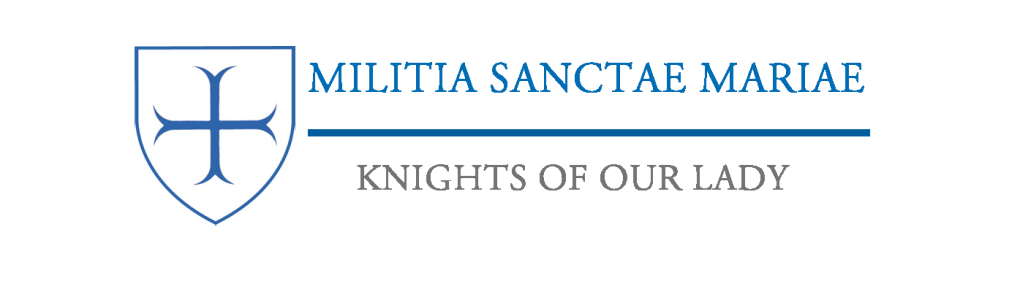 MILITIA SANCTAE MARIAE
KNIGHTS OF OUR LADY